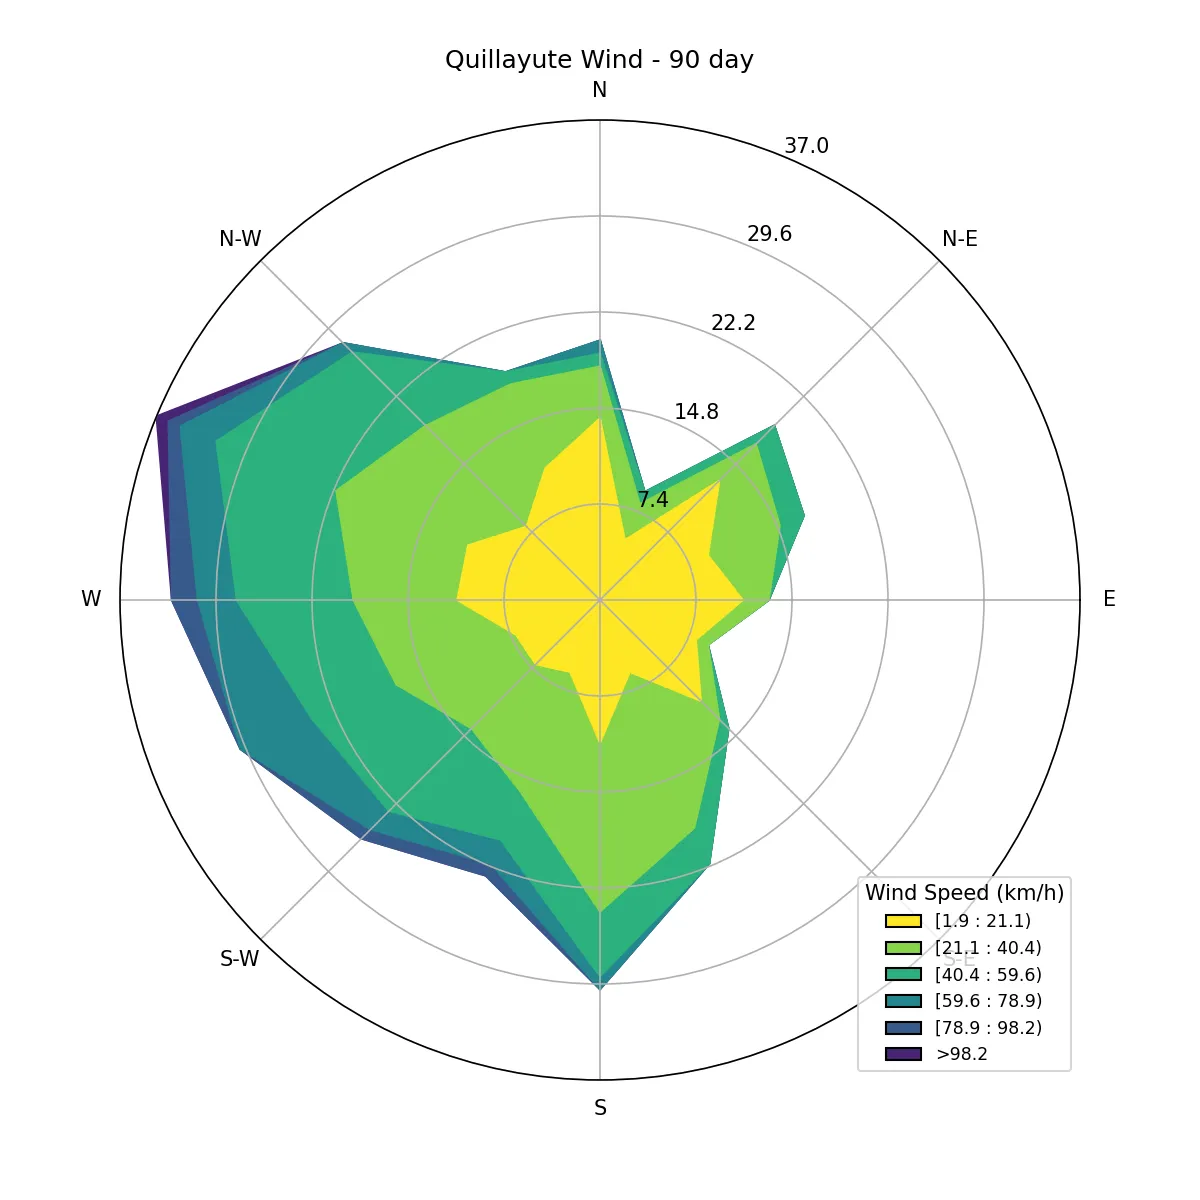 Quillayute Wind - 90 day
N
37.0
29.6
N-W
N-E
22.2
14.8
7.4
W
E
S-W
S-E
S
Wind Speed (km/h)
[1.9 : 21.1)
[21.1 : 40.4)
[40.4 : 59.6)
[59.6 : 78.9)
[78.9 : 98.2)
>98.2